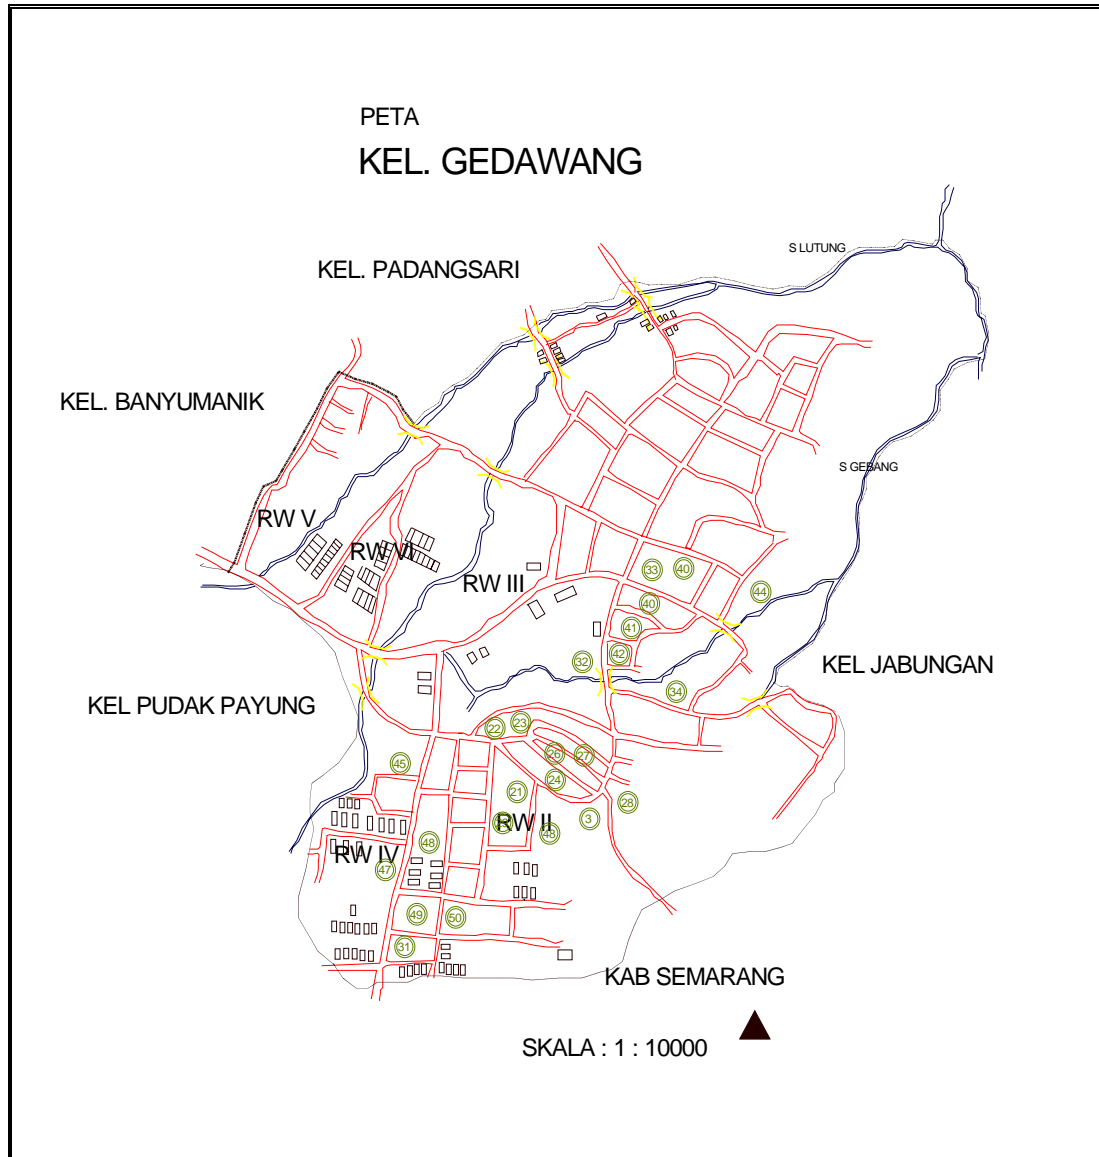 PETA
KEL. GEDAWANG
S LUTUNG
KEL. PADANGSARI
KEL. BANYUMANIK
S GEBANG
RW V
RW VI
RW III
33
40
44
40
41
42
32
KEL JABUNGAN
34
KEL PUDAK PAYUNG
22
23
26
27
45
24
21
28
3
RW II
48
48
RW IV
47
49
50
31
KAB SEMARANG
SKALA : 1 : 10000